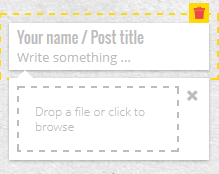 Your name / Post title
Write something ...
Drop a file or click to
browse